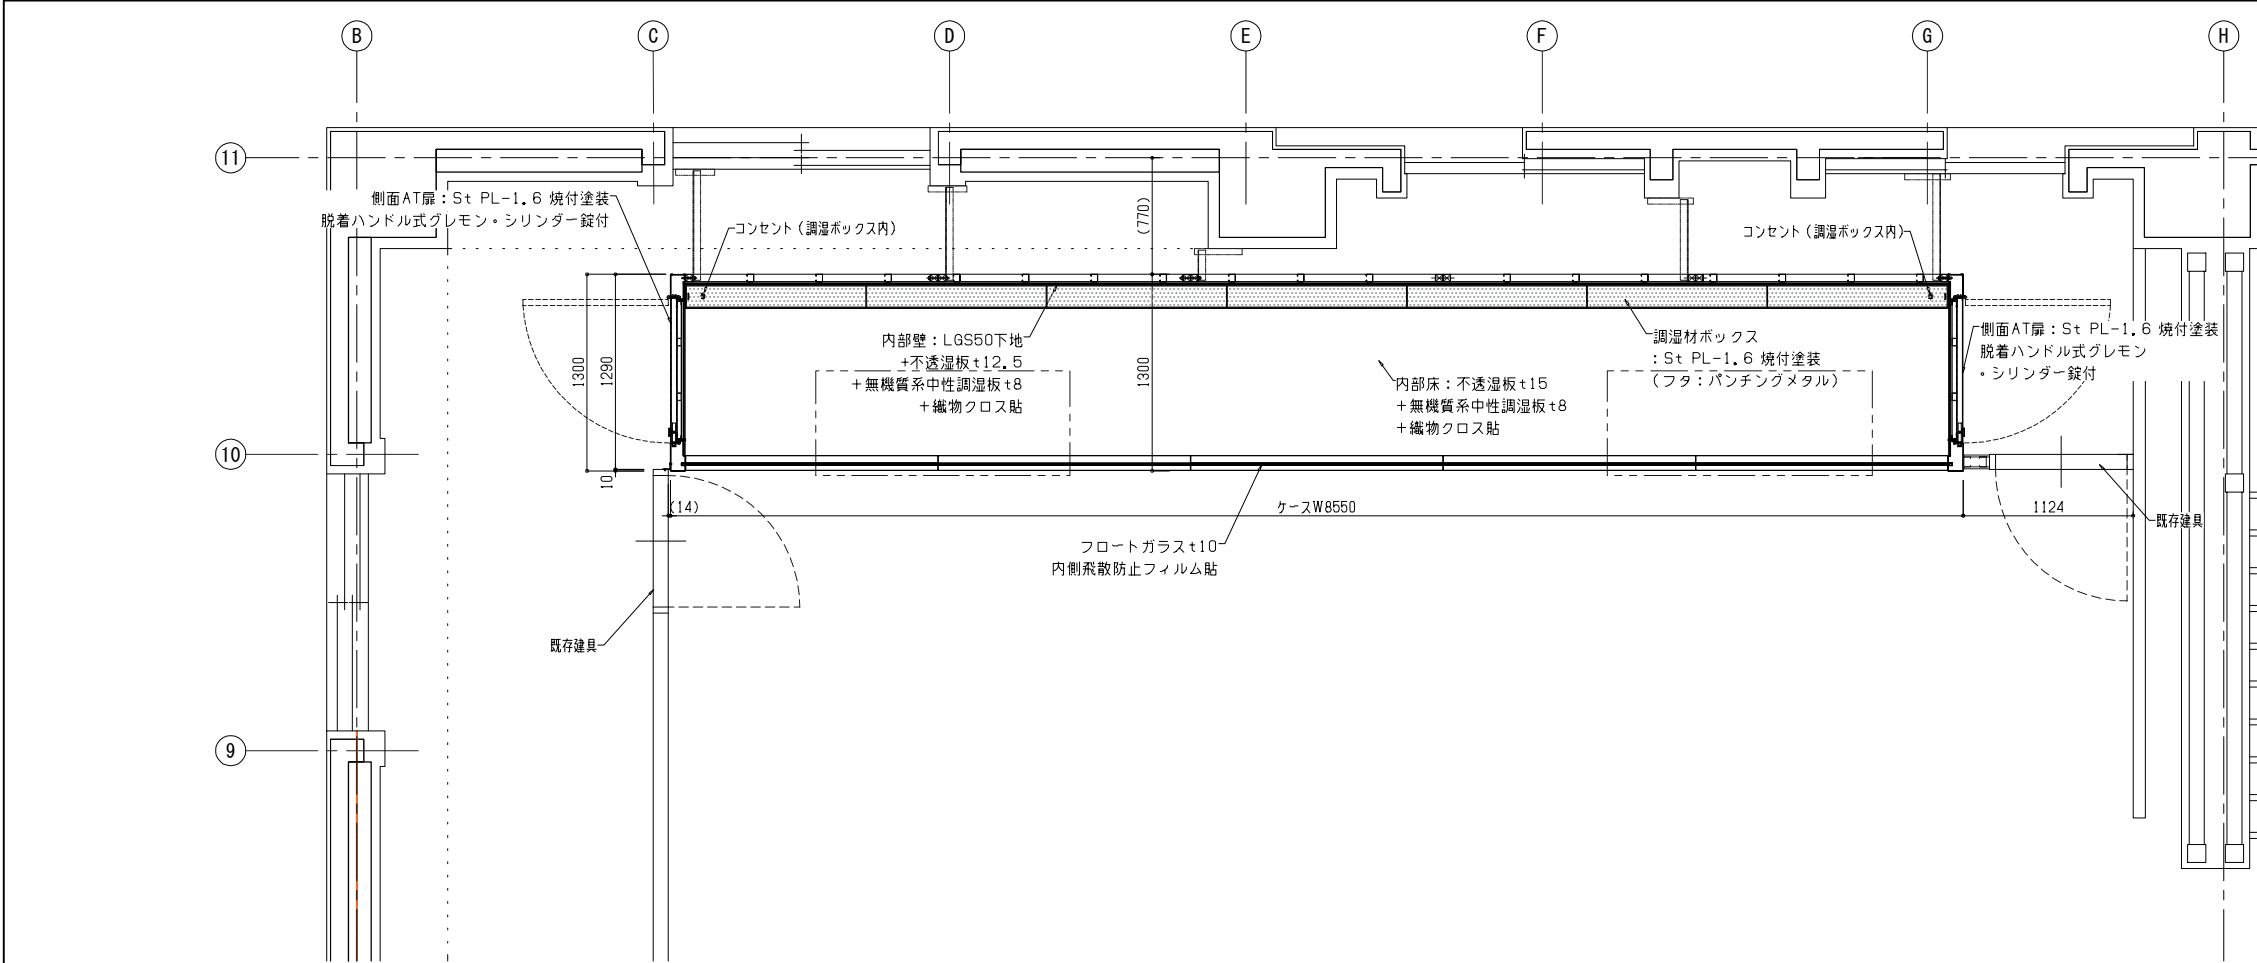 B
C
D
E
F
G
H
11
10
9
側面AT扉：St PL-1.6 焼付塗装
脱着ハンドル式グレモン・シリンダー錠付
コンセント（調湿ボックス内）
(770)
コンセント（調湿ボックス内）
1300
1290
10
内部壁：LGS50下地
+不透湿板t12.5
+無機質系中性調湿板t8
+織物クロス貼
1300
内部床：不透湿板t15
+無機質系中性調湿板t8
+織物クロス貼
調湿材ボックス
：St PL-1.6 焼付塗装
(フタ：パンチングメタル)
側面AT扉：St PL-1.6 焼付塗装
脱着ハンドル式グレモン
・シリンダー錠付
(14)
ケースW8550
1124
既存建具
フロートガラスt10
内側飛散防止フィルム貼
既存建具